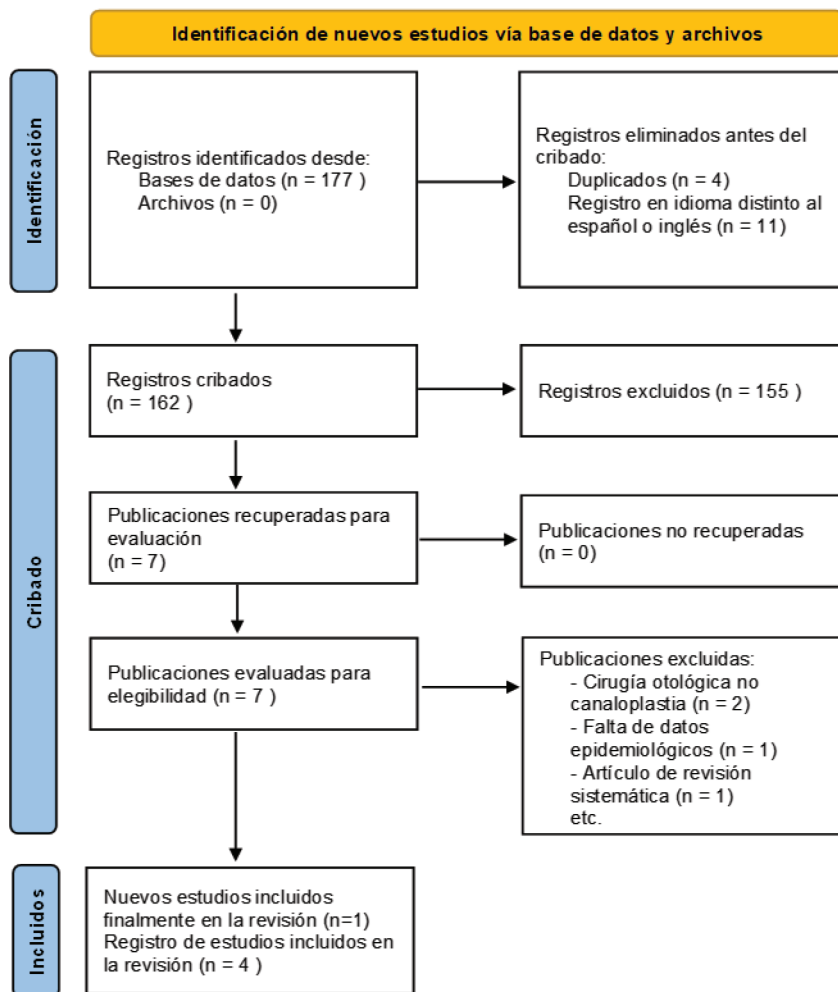 Identificación de nuevos estudios vía base de datos y archivos
Identificación
Registros identificados desde:
Bases de datos (n = 177 )
Archivos (n = 0)
Registros eliminados antes del
cribado:
Duplicados (n = 4)
Registro en idioma distinto al
español o inglés (n = 11)
Cribado
Registros cribados
(n = 162 )
Registros excluidos (n = 155 )
Publicaciones recuperadas para
evaluación
(n = 7)
Publicaciones no recuperadas
(n = 0)
Publicaciones evaluadas para
elegibilidad (n = 7 )
Publicaciones excluidas:
- Cirugía otológica no
canaloplastia (n = 2)
- Falta de datos
epidemiológicos (n = 1)
- Artículo de revisión
sistemática (n = 1)
etc.
Incluidos
Nuevos estudios incluidos
finalmente en la revisión (n=1)
Registro de estudios incluidos en
la revisión (n = 4 )